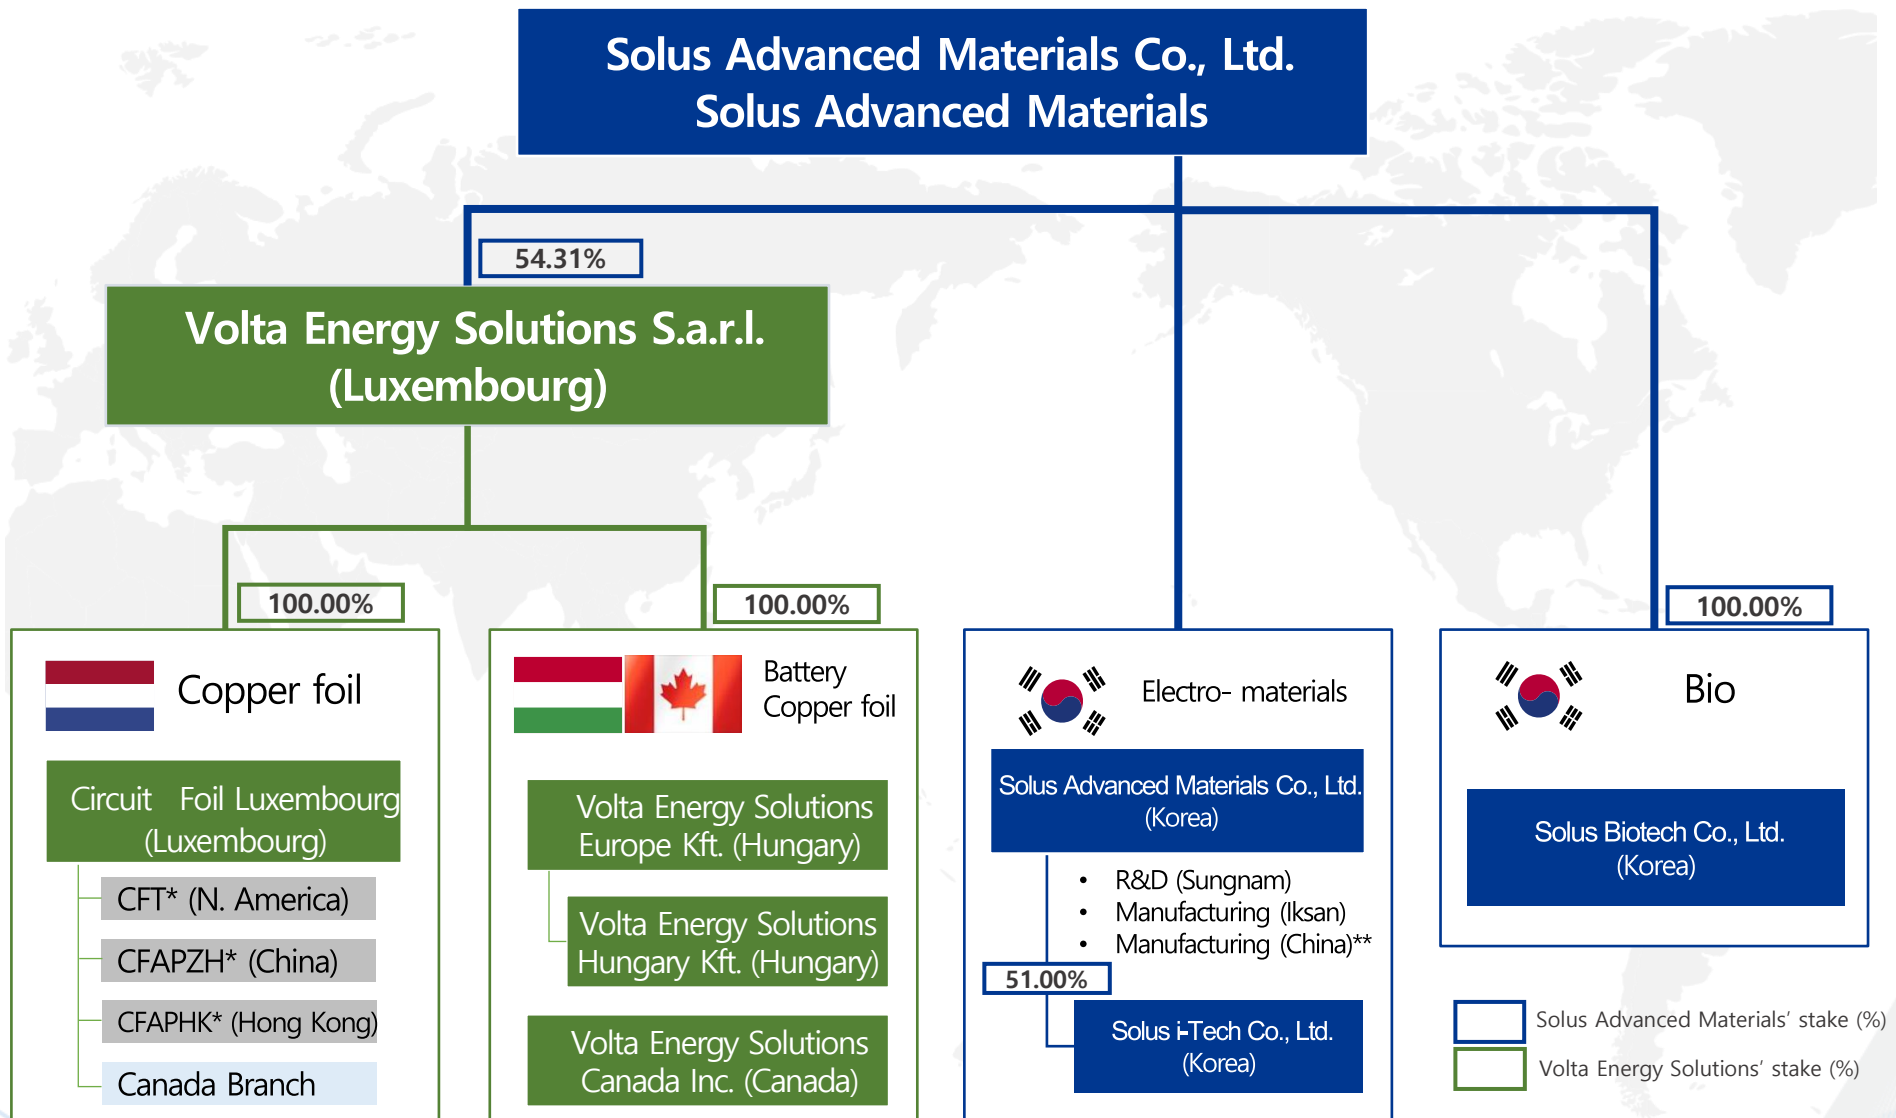 Solus Advanced Materials Co., Ltd.
Solus Advanced Materials
54.31%
Volta Energy Solutions S.a.r.l.
(Luxembourg)
100.00%
100.00%
100.00%
Copper foil
Circuit Foil Luxembourg
(Luxembourg)
CFT* (N. America)
CFAPZH* (China)
CFAPHK* (Hong Kong)
Canada Branch
Battery
Copper foil
Volta Energy Solutions
Europe Kft. (Hungary)
Volta Energy Solutions
Hungary Kft. (Hungary)
Volta Energy Solutions
Canada Inc. (Canada)
Electro- materials
Solus Advanced Materials Co., Ltd.
(Korea)
• R&D (Sungnam)
• Manufacturing (Iksan)
• Manufacturing (China)**
51.00%
Solus i-Tech Co., Ltd.
(Korea)
Bio
Solus Biotech Co., Ltd.
(Korea)
Solus Advanced Materials' stake (%)
Volta Energy Solutions' stake (%)